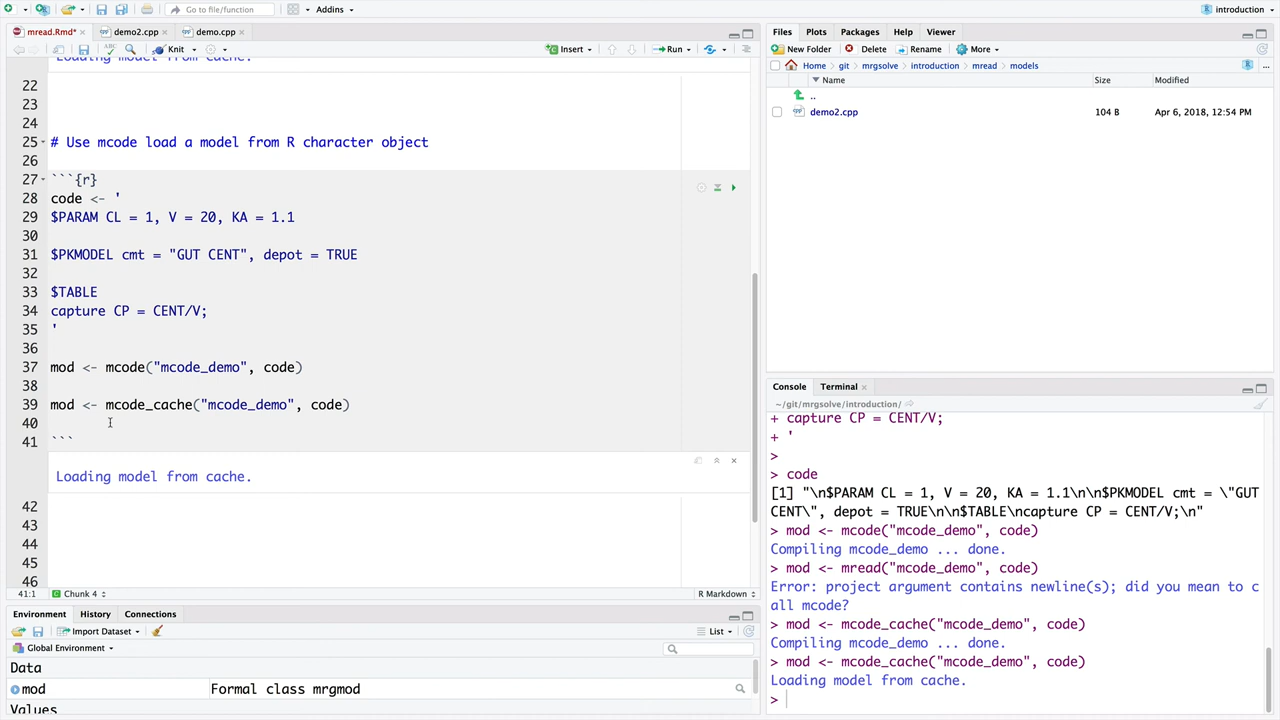 Go to file/function
Addins
introduction
mread.Rmd*
demo2.cpp
demo.cpp
ABC
Knit
Insert
Run
Loading model from cache.
22
23
24
25 # Use mcode load a model from R character object
26
27 ```{r}
28 code <- '
29 $PARAM CL = 1, V = 20, KA = 1.1
30
31 $PKMODEL cmt = "GUT CENT", depot = TRUE
32
33 $TABLE
34 capture CP = CENT/V;
35 '
36
37 mod <- mcode("mcode_demo", code)
38
39 mod <- mcode_cache("mcode_demo", code)
40
41 ```
Loading model from cache.
42
43
44
45
46
41:1 Chunk 4 R Markdown
Environment History Connections
Import Dataset List
Global Environment
Data
mod Formal class mrgmod
Values
Files Plots Packages Help Viewer
New Folder Delete Rename More
Home git mrgsolve introduction mread models ...
Name Size Modified
..
demo2.cpp 104 B Apr 6, 2018, 12:54 PM
Console Terminal
~/git/mrgsolve/introduction/
+ capture CP = CENT/V;
+ '
>
> code
[1] "\n$PARAM CL = 1, V = 20, KA = 1.1\n\n$PKMODEL cmt = \"GUT
CENT\", depot = TRUE\n\n$TABLE\ncapture CP = CENT/V;\n"
> mod <- mcode("mcode_demo", code)
Compiling mcode_demo ... done.
> mod <- mread("mcode_demo", code)
Error: project argument contains newline(s); did you mean to c
all mcode?
> mod <- mcode_cache("mcode_demo", code)
Compiling mcode_demo ... done.
> mod <- mcode_cache("mcode_demo", code)
Loading model from cache.
>